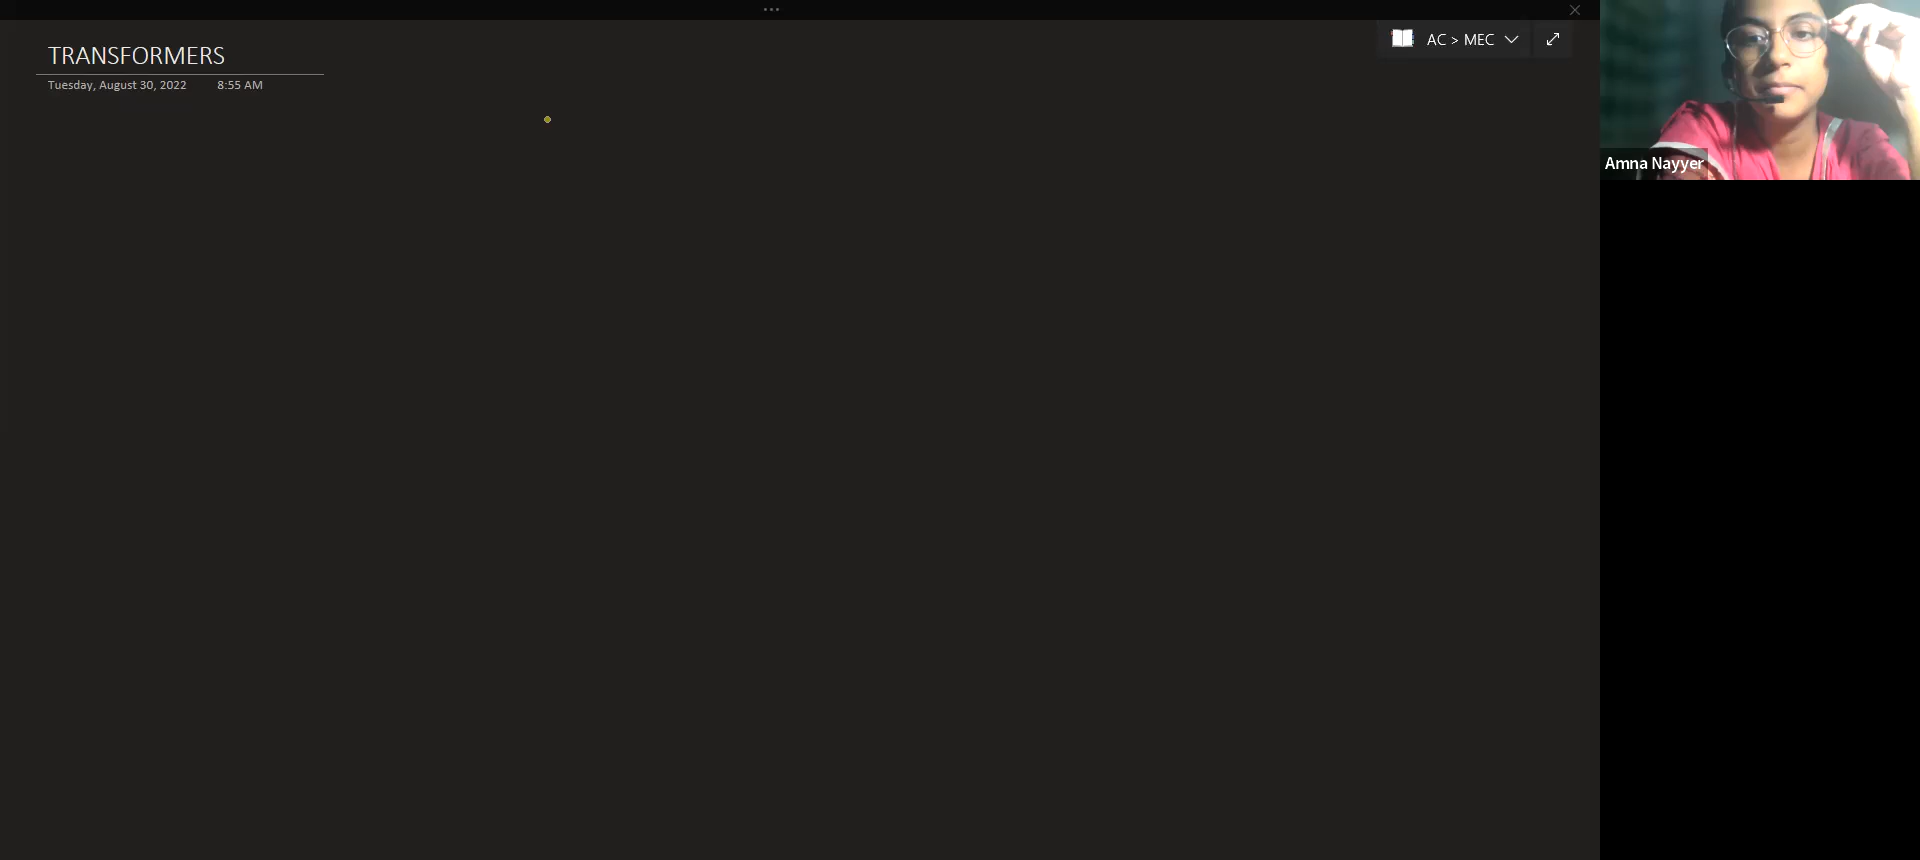 TRANSFORMERS
Tuesday, August 30, 2022 8:55 AM
AC > MEC
Amna Nayyer